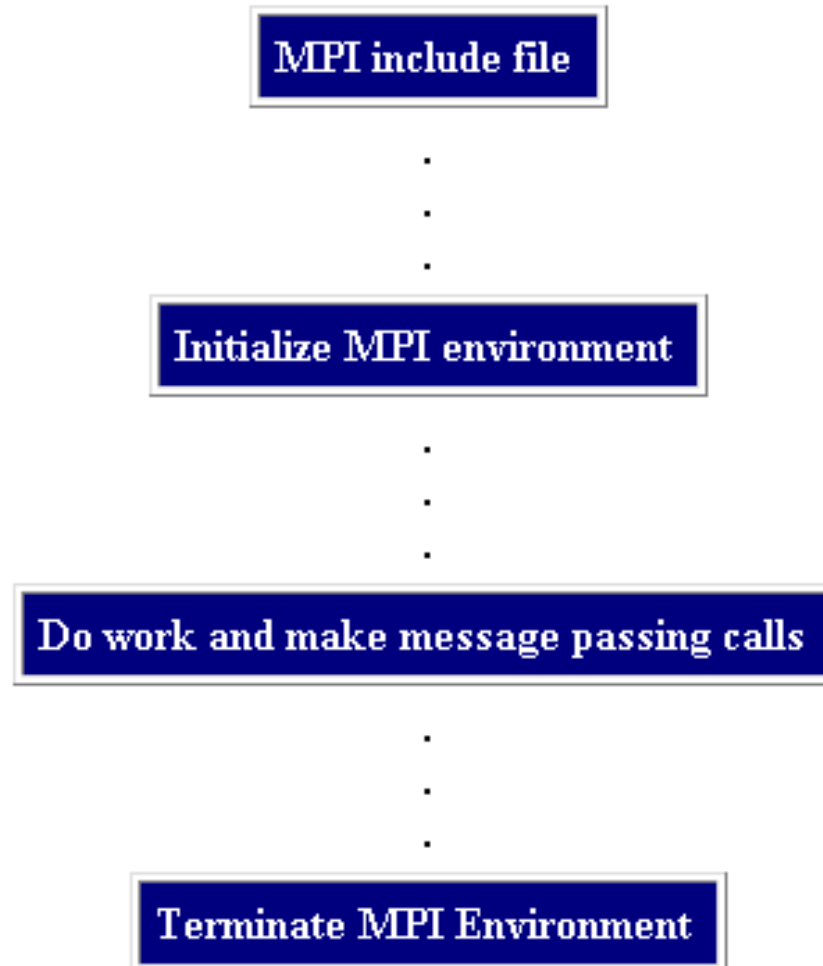 MPI include file
.
.
.
Initialize MPI environment
.
.
.
Do work and make message passing calls
.
.
.
Terminate MPI Environment